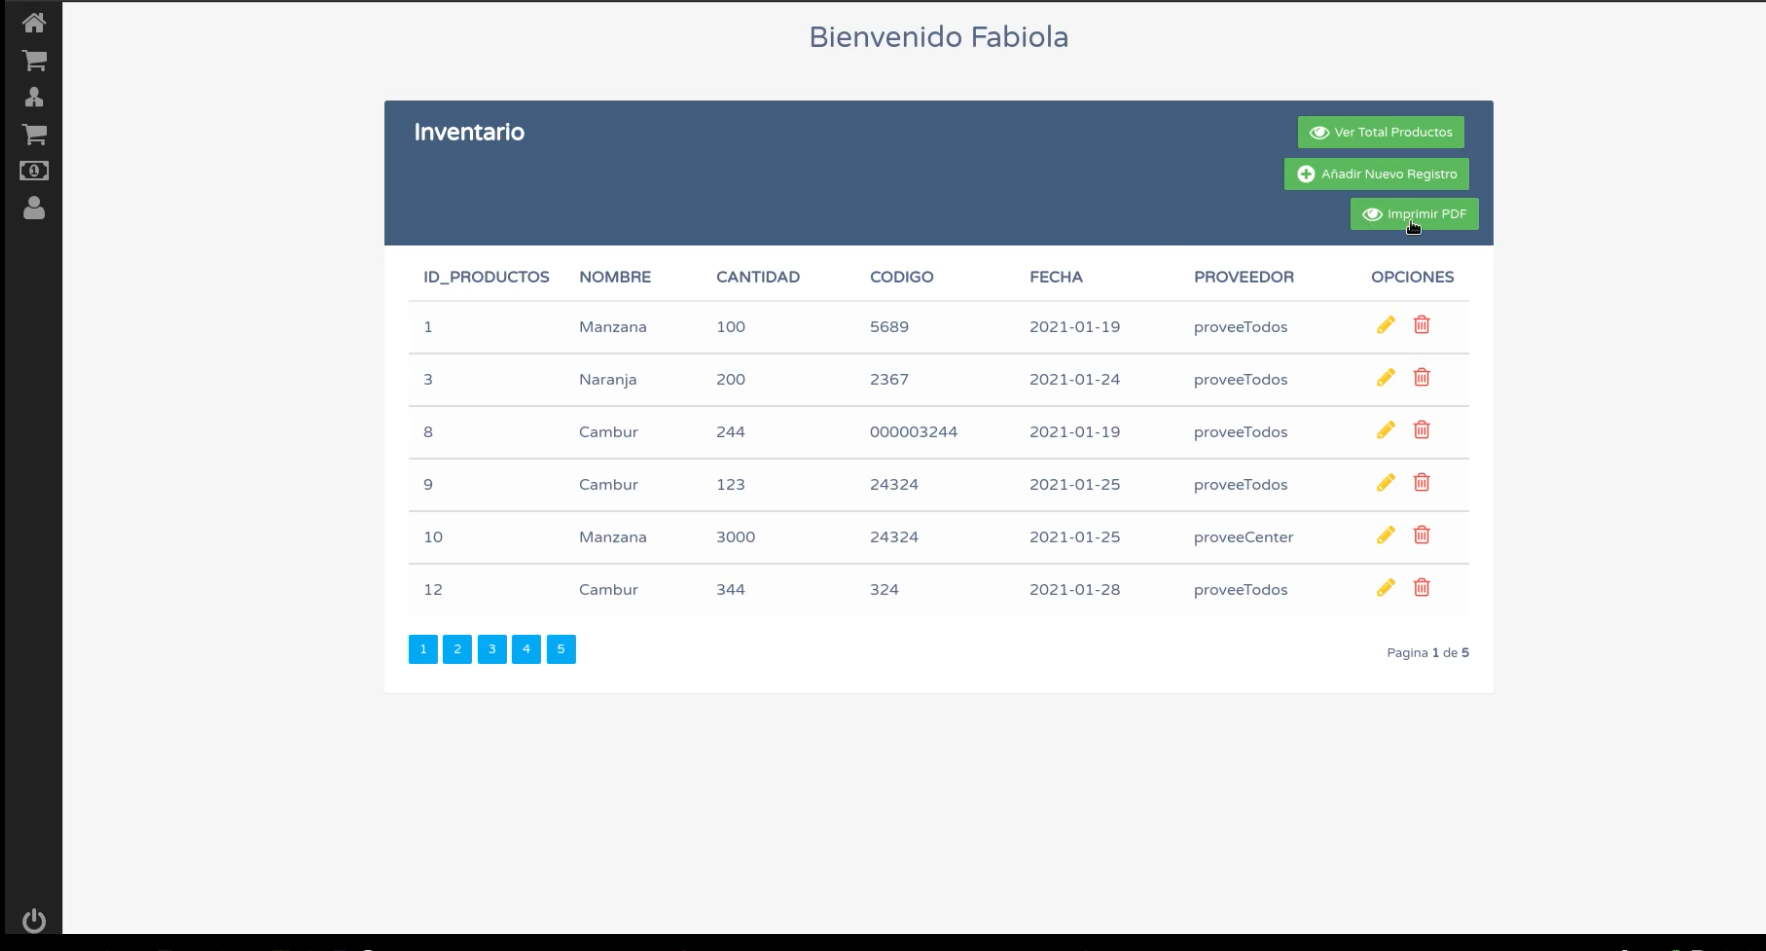 Bienvenido Fabiola
Inventario
Ver Total Productos
Añadir Nuevo Registro
Imprimir PDF
ID_PRODUCTOS NOMBRE CANTIDAD CODIGO FECHA PROVEEDOR OPCIONES
1 Manzana 100 5689 2021-01-19 proveeTodos
3 Naranja 200 2367 2021-01-24 proveeTodos
8 Cambur 244 000003244 2021-01-19 proveeTodos
9 Cambur 123 24324 2021-01-25 proveeTodos
10 Manzana 3000 24324 2021-01-25 proveeCenter
12 Cambur 344 324 2021-01-28 proveeTodos
1 2 3 4 5 Pagina 1 de 5